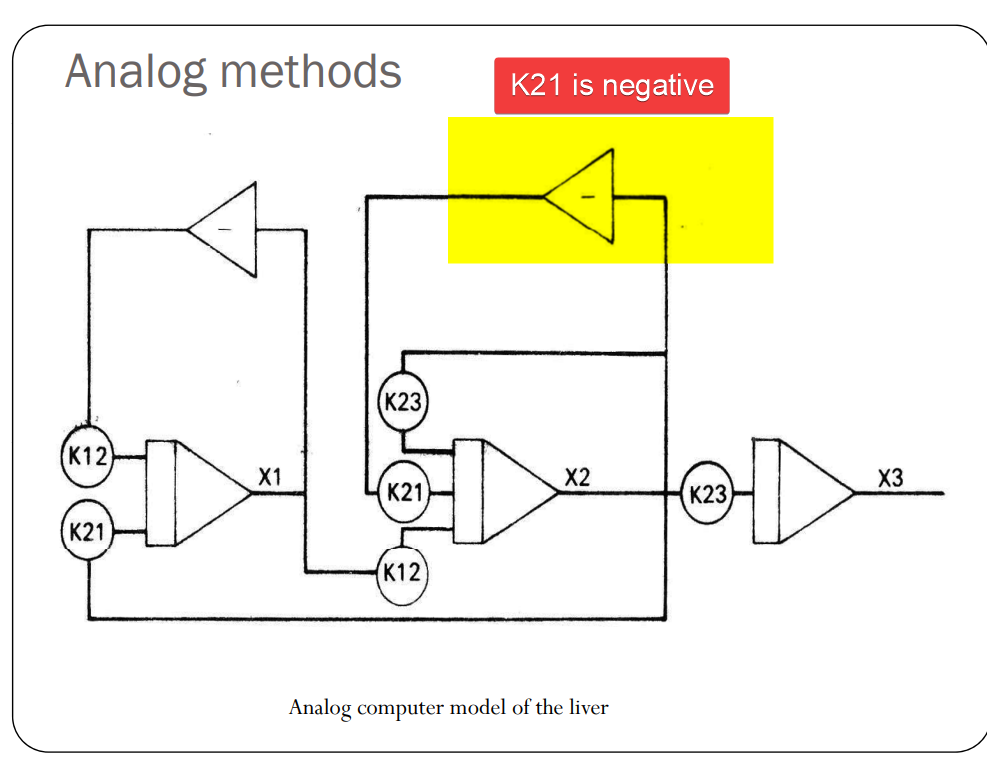 Analog methods
K21 is negative
–
–
K23
K12
X1
K21
X2
K23
X3
K21
K12
Analog computer model of the liver